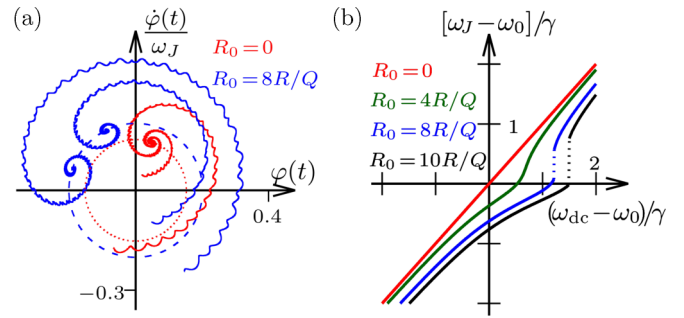 (a)
φ̇(t)
ω_J
R₀ = 0
R₀ = 8R/Q
φ(t)
0.4
−0.3
(b)
[ω_J − ω₀]/γ
R₀ = 0
R₀ = 4R/Q
R₀ = 8R/Q
R₀ = 10R/Q
1
2
(ω_dc − ω₀)/γ